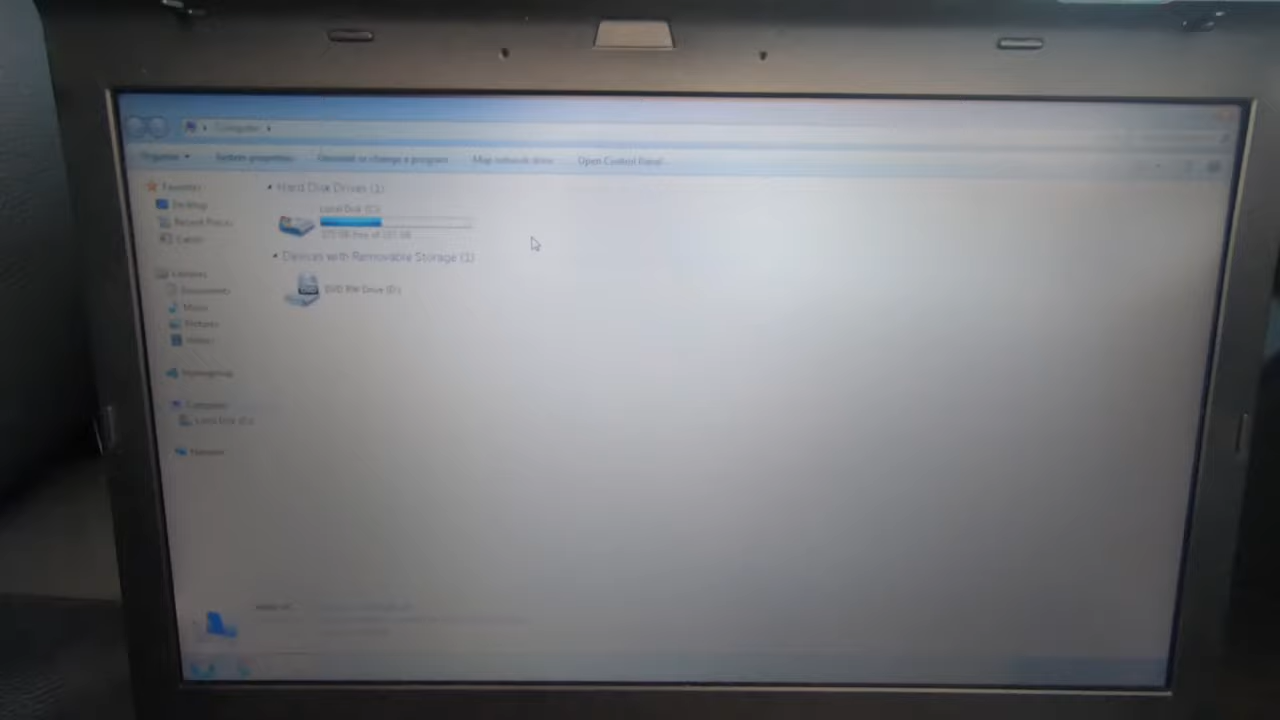 Computer
Organize
System properties
Uninstall or change a program
Map network drive
Open Control Panel
Favorites
Desktop
Recent Places
Libraries
Documents
Music
Pictures
Videos
Homegroup
Computer
Local Disk (C:)
Network
Hard Disk Drives (1)
Local Disk (C:)
Devices with Removable Storage (1)
DVD RW Drive (D:)